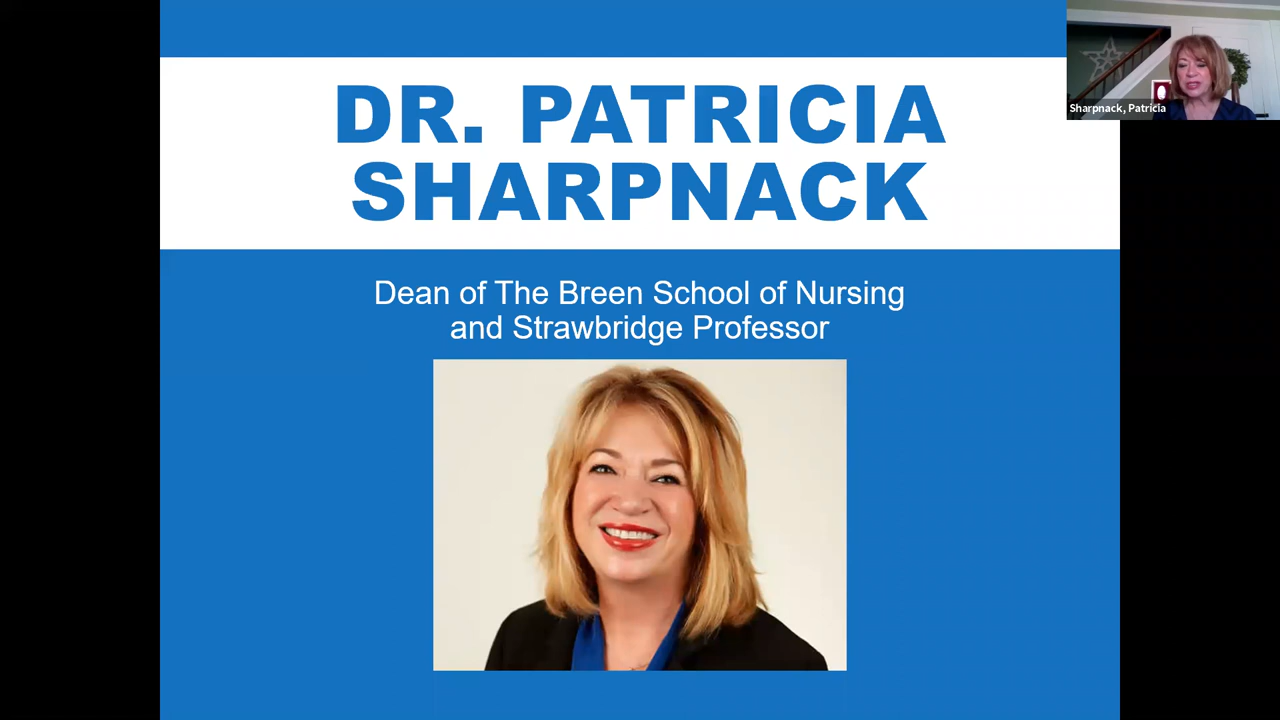 DR. PATRICIA
SHARPNACK
Dean of The Breen School of Nursing
and Strawbridge Professor
Sharpnack, Patricia